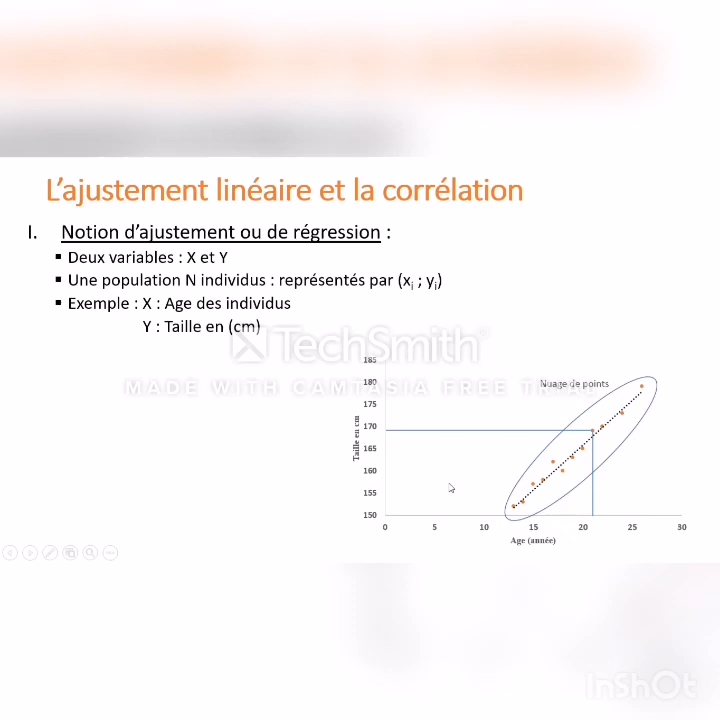 L'ajustement linéaire et la corrélation
I. Notion d'ajustement ou de régression :
▪ Deux variables : X et Y
▪ Une population N individus : représentés par (xi ; yi)
▪ Exemple : X : Age des individus
Y : Taille en (cm)
TechSmith
MADE WITH CAMTASIA FREE TRIAL
Nuage de points
185
180
175
170
165
160
155
150
Taille en cm
0 5 10 15 20 25 30
Age (année)
InShOt